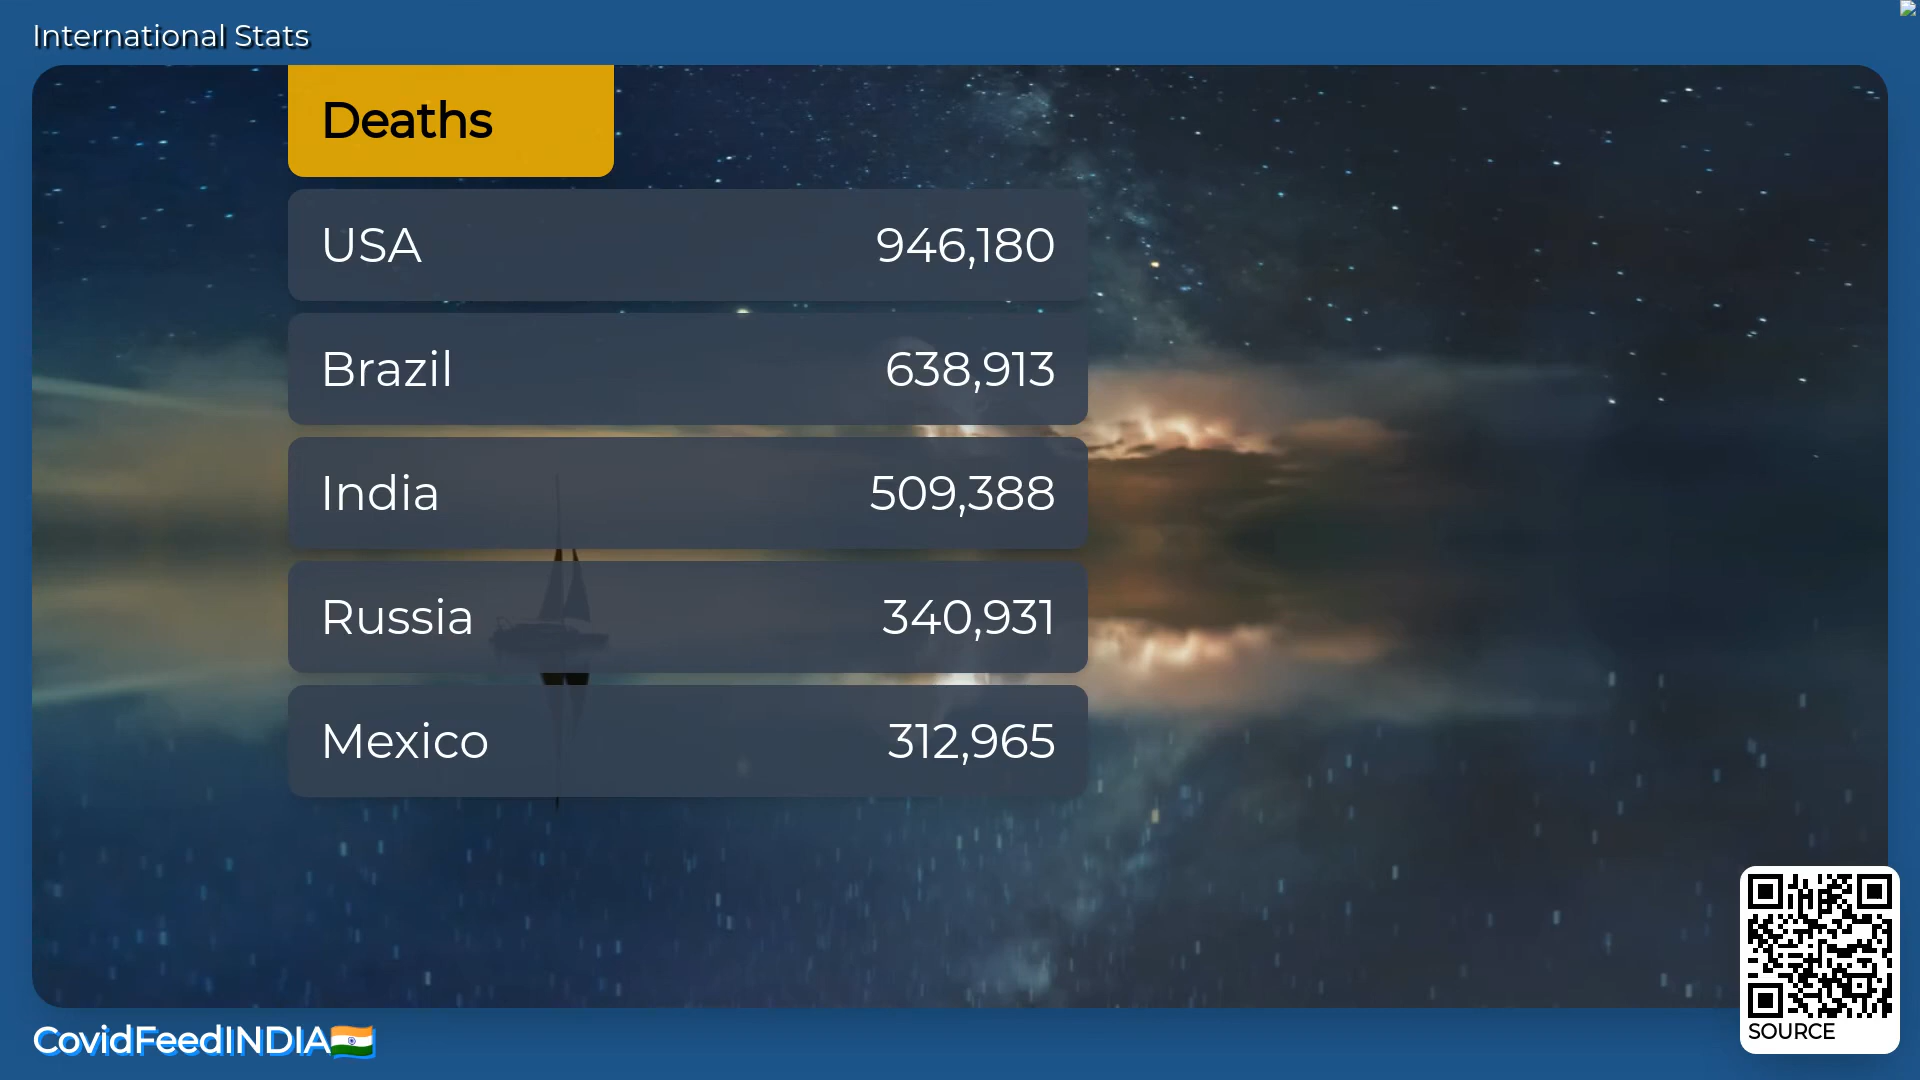 International Stats
Deaths
USA 946,180
Brazil 638,913
India 509,388
Russia 340,931
Mexico 312,965
CovidFeedINDIA🇮🇳
SOURCE